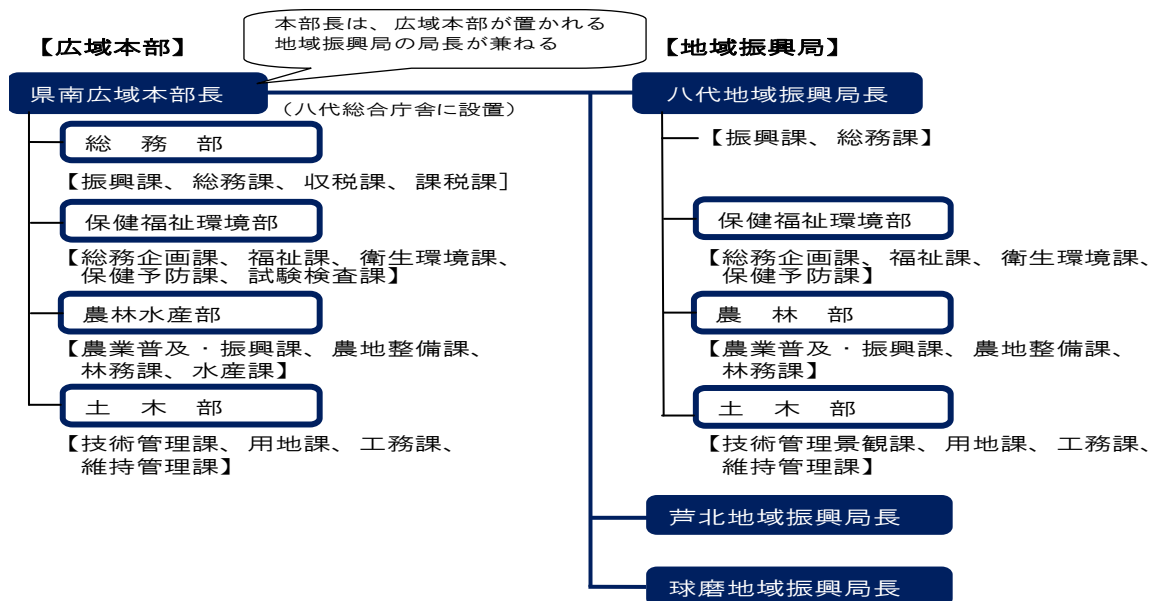 本部長は、広域本部が置かれる
地域振興局の局長が兼ねる
【広域本部】
県南広域本部長
（八代総合庁舎に設置）
総　務　部
【振興課、総務課、収税課、課税課］
保健福祉環境部
【総務企画課、福祉課、衛生環境課、
保健予防課、試験検査課】
農林水産部
【農業普及・振興課、農地整備課、
林務課、水産課】
土　木　部
【技術管理課、用地課、工務課、
維持管理課】
【地域振興局】
八代地域振興局長
【振興課、総務課】
保健福祉環境部
【総務企画課、福祉課、衛生環境課、
保健予防課】
農　林　部
【農業普及・振興課、農地整備課、
林務課】
土　木　部
【技術管理景観課、用地課、工務課、
維持管理課】
芦北地域振興局長
球磨地域振興局長